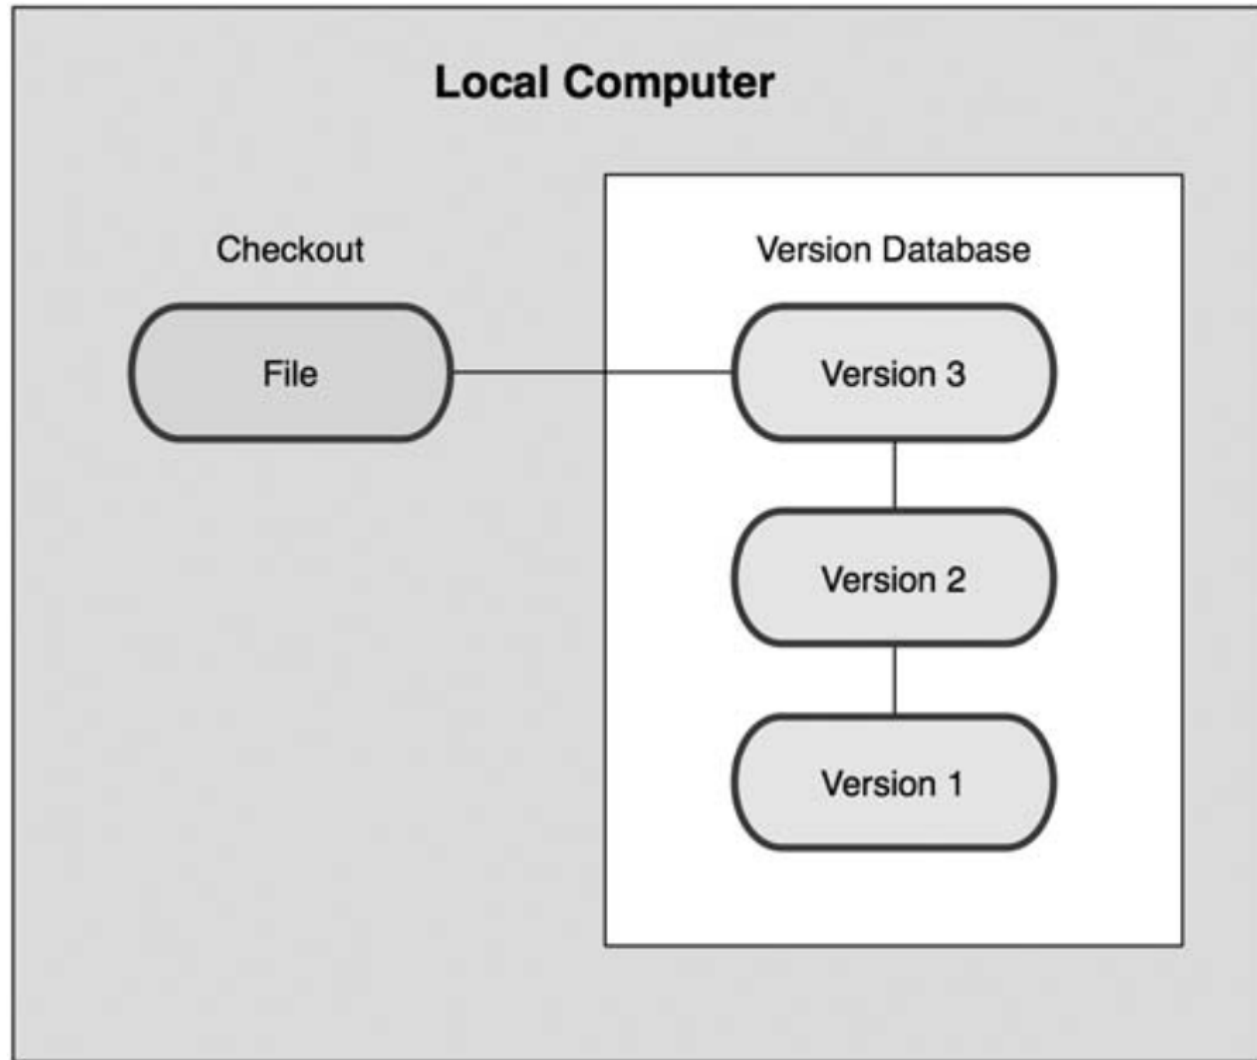 Local Computer
Checkout
Version Database
File
Version 3
Version 2
Version 1